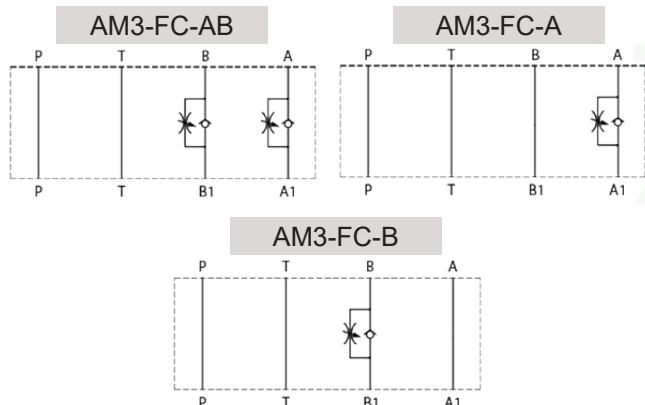 AM3-FC-AB AM3-FC-A
P T B A P T B A
P T B1 A1 P T B1 A1
AM3-FC-B
P T B A
P T B1 A1